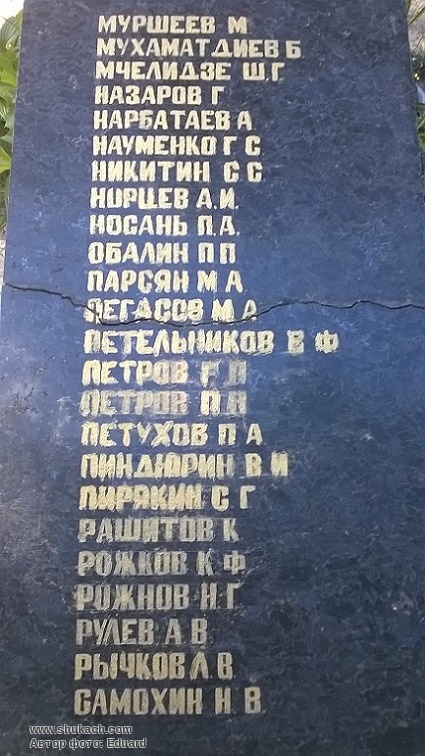 МУРШЕЕВ М
МУХАМАТДИЕВ Б
МЧЕЛИДЗЕ Ш.Г
НАЗАРОВ Г
НАРБАТАЕВ А
НАУМЕНКО Г С
НИКИТИН С С
НОРЦЕВ А.И.
НОСАНЬ П.А.
ОБАЛИН П П
ПАРСЯН М А
ПЕГАСОВ М А
ПЕТЕЛЬНИКОВ В Ф
ПЕТРОВ Г П
ПЕТРОВ П Н
ПЕТУХОВ П А
ПИНДЮРИН В И
ПИРЯКИН С Г
РАШИТОВ К
РОЖКОВ К Ф
РОЖНОВ Н Г
РУЛЕВ А В
РЫЧКОВ Л.В.
САМОХИН Н В
www.shukach.com
Автор фото: Eduard